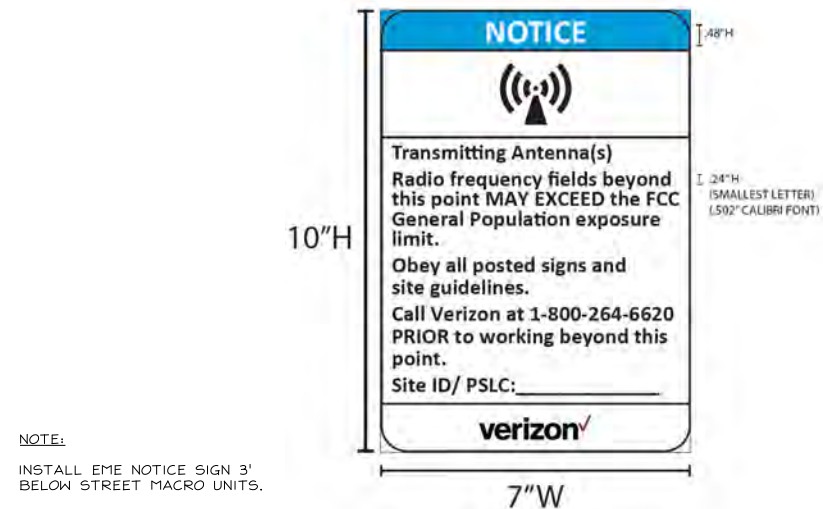 NOTICE
.48"H
Transmitting Antenna(s)
Radio frequency fields beyond
this point MAY EXCEED the FCC
General Population exposure
limit.
.24"H
(SMALLEST LETTER)
(.502" CALIBRI FONT)
10"H
Obey all posted signs and
site guidelines.
Call Verizon at 1-800-264-6620
PRIOR to working beyond this
point.
Site ID/ PSLC:_______________
verizon✓
7"W
NOTE:
INSTALL EME NOTICE SIGN 3'
BELOW STREET MACRO UNITS.